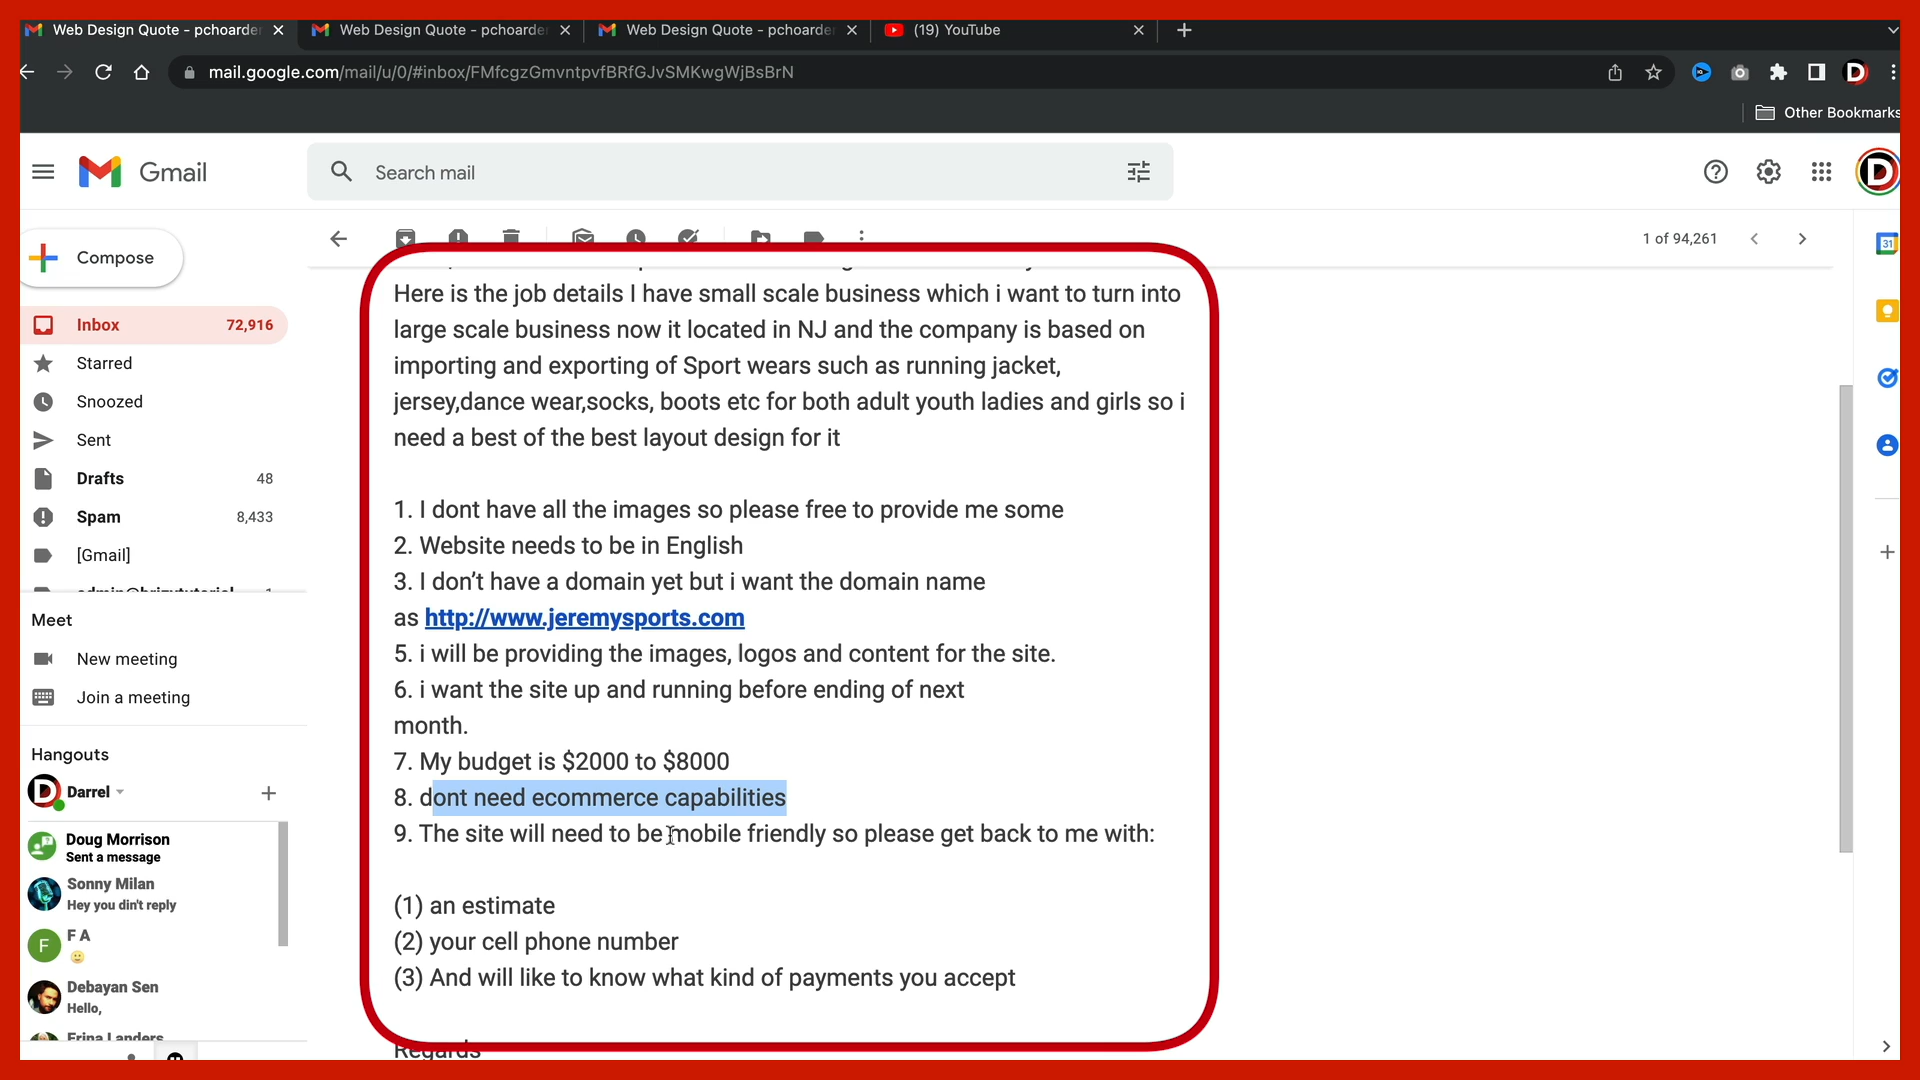 Web Design Quote - pchoarder
Web Design Quote - pchoarder
Web Design Quote - pchoarder
(19) YouTube
mail.google.com/mail/u/0/#inbox/FMfcgzGmvntpvfBRfGJvSMKwgWjBsBrN
Other Bookmarks
Gmail
Search mail
1 of 94,261
31
Compose
Inbox 72,916
Starred
Snoozed
Sent
Drafts 48
Spam 8,433
[Gmail]
Meet
New meeting
Join a meeting
Hangouts
Darrel
Doug Morrison
Sent a message
Sonny Milan
Hey you din't reply
F
F A
Debayan Sen
Hello,
Erina Landers
Here is the job details I have small scale business which i want to turn into
large scale business now it located in NJ and the company is based on
importing and exporting of Sport wears such as running jacket,
jersey,dance wear,socks, boots etc for both adult youth ladies and girls so i
need a best of the best layout design for it
1. I dont have all the images so please free to provide me some
2. Website needs to be in English
3. I don't have a domain yet but i want the domain name
as http://www.jeremysports.com
5. i will be providing the images, logos and content for the site.
6. i want the site up and running before ending of next
month.
7. My budget is $2000 to $8000
8. dont need ecommerce capabilities
9. The site will need to be mobile friendly so please get back to me with:
(1) an estimate
(2) your cell phone number
(3) And will like to know what kind of payments you accept
Regards